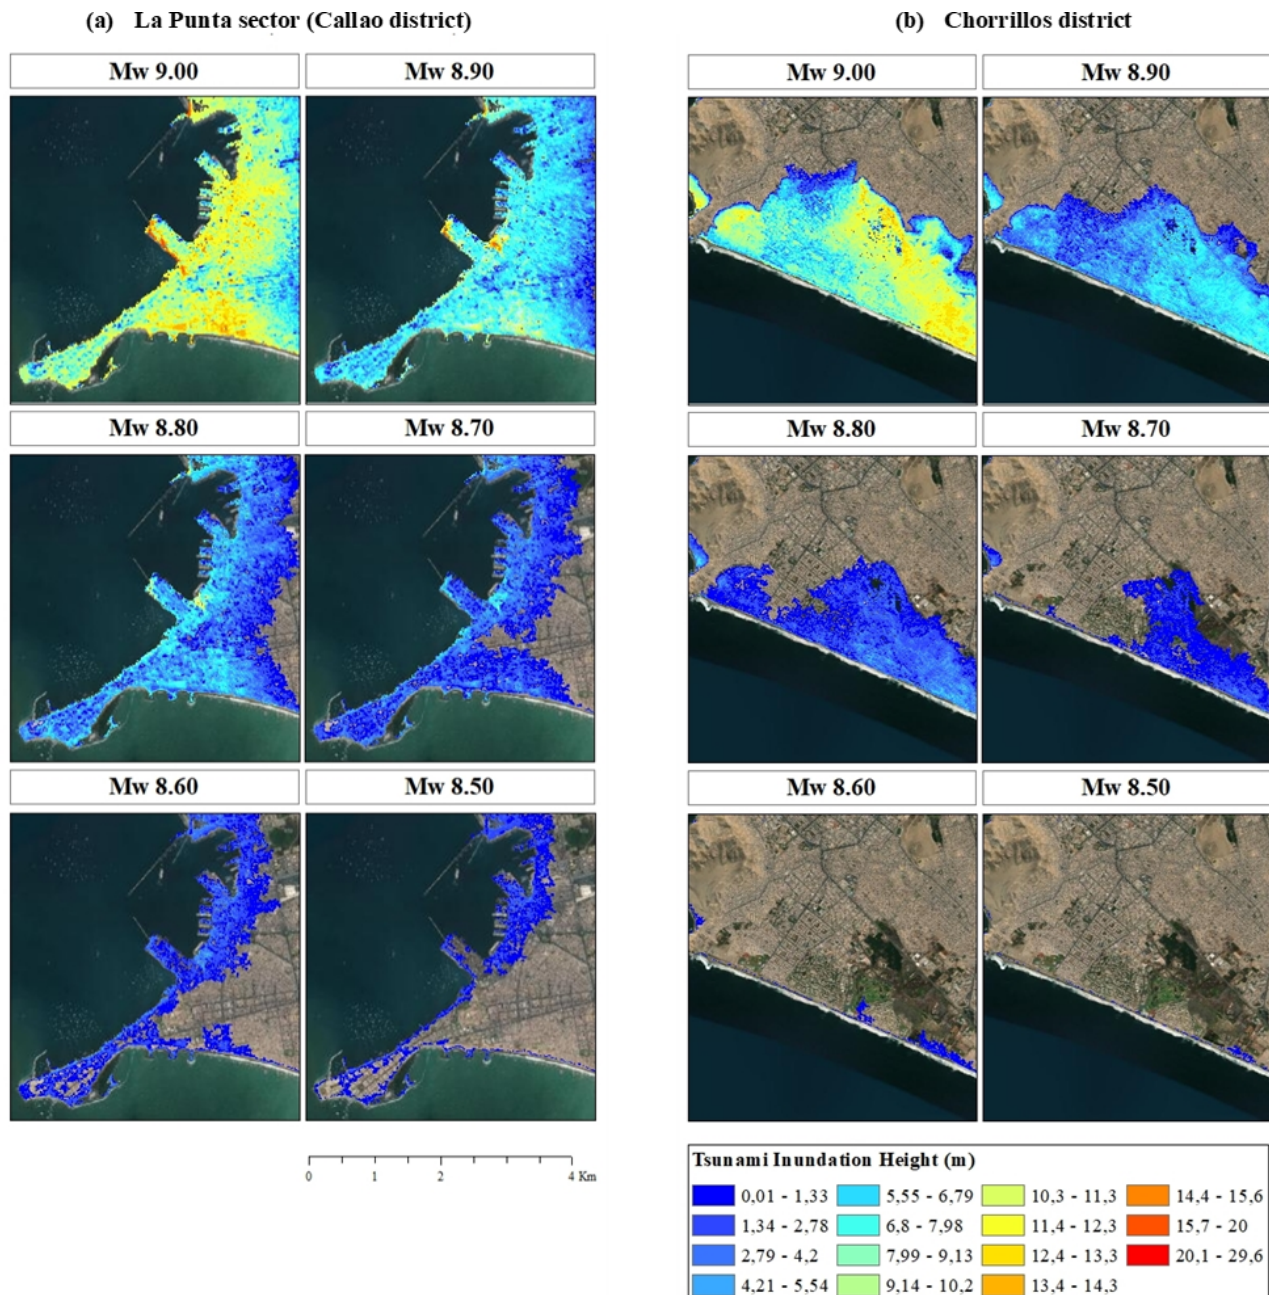 (a) La Punta sector (Callao district)
(b) Chorrillos district
Mw 9.00
Mw 8.90
Mw 9.00
Mw 8.90
Mw 8.80
Mw 8.70
Mw 8.80
Mw 8.70
Mw 8.60
Mw 8.50
Mw 8.60
Mw 8.50
0 1 2 4 Km
Tsunami Inundation Height (m)
0,01 - 1,33
5,55 - 6,79
10,3 - 11,3
14,4 - 15,6
1,34 - 2,78
6,8 - 7,98
11,4 - 12,3
15,7 - 20
2,79 - 4,2
7,99 - 9,13
12,4 - 13,3
20,1 - 29,6
4,21 - 5,54
9,14 - 10,2
13,4 - 14,3